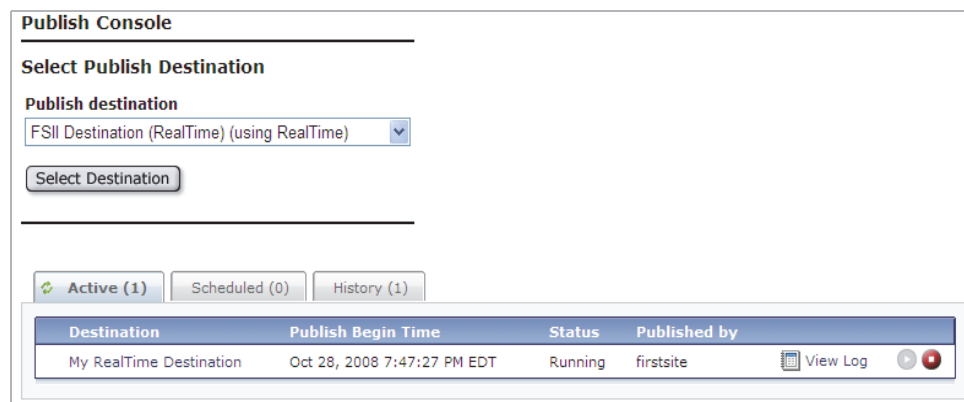 Publish Console
Select Publish Destination
Publish destination
FSII Destination (RealTime) (using RealTime)
Select Destination
Active (1) Scheduled (0) History (1)
Destination Publish Begin Time Status Published by
My RealTime Destination Oct 28, 2008 7:47:27 PM EDT Running firstsite View Log